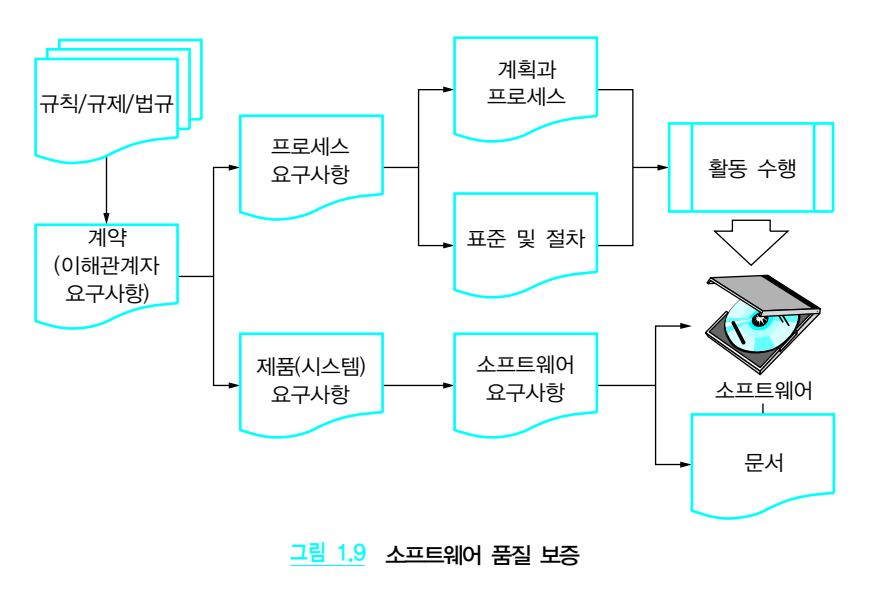 규칙/규제/법규
계약
(이해관계자
요구사항)
프로세스
요구사항
계획과
프로세스
표준 및 절차
활동 수행
제품(시스템)
요구사항
소프트웨어
요구사항
소프트웨어
문서
그림 1.9 소프트웨어 품질 보증